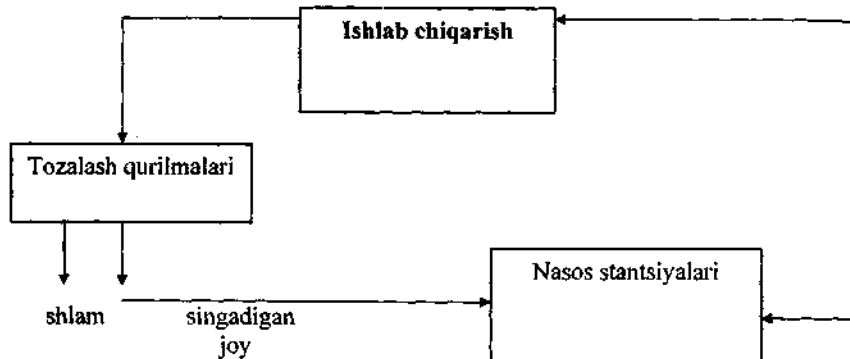 Ishlab chiqarish
Tozalash qurilmalari
Nasos stantsiyalari
shlam
singadigan
joy